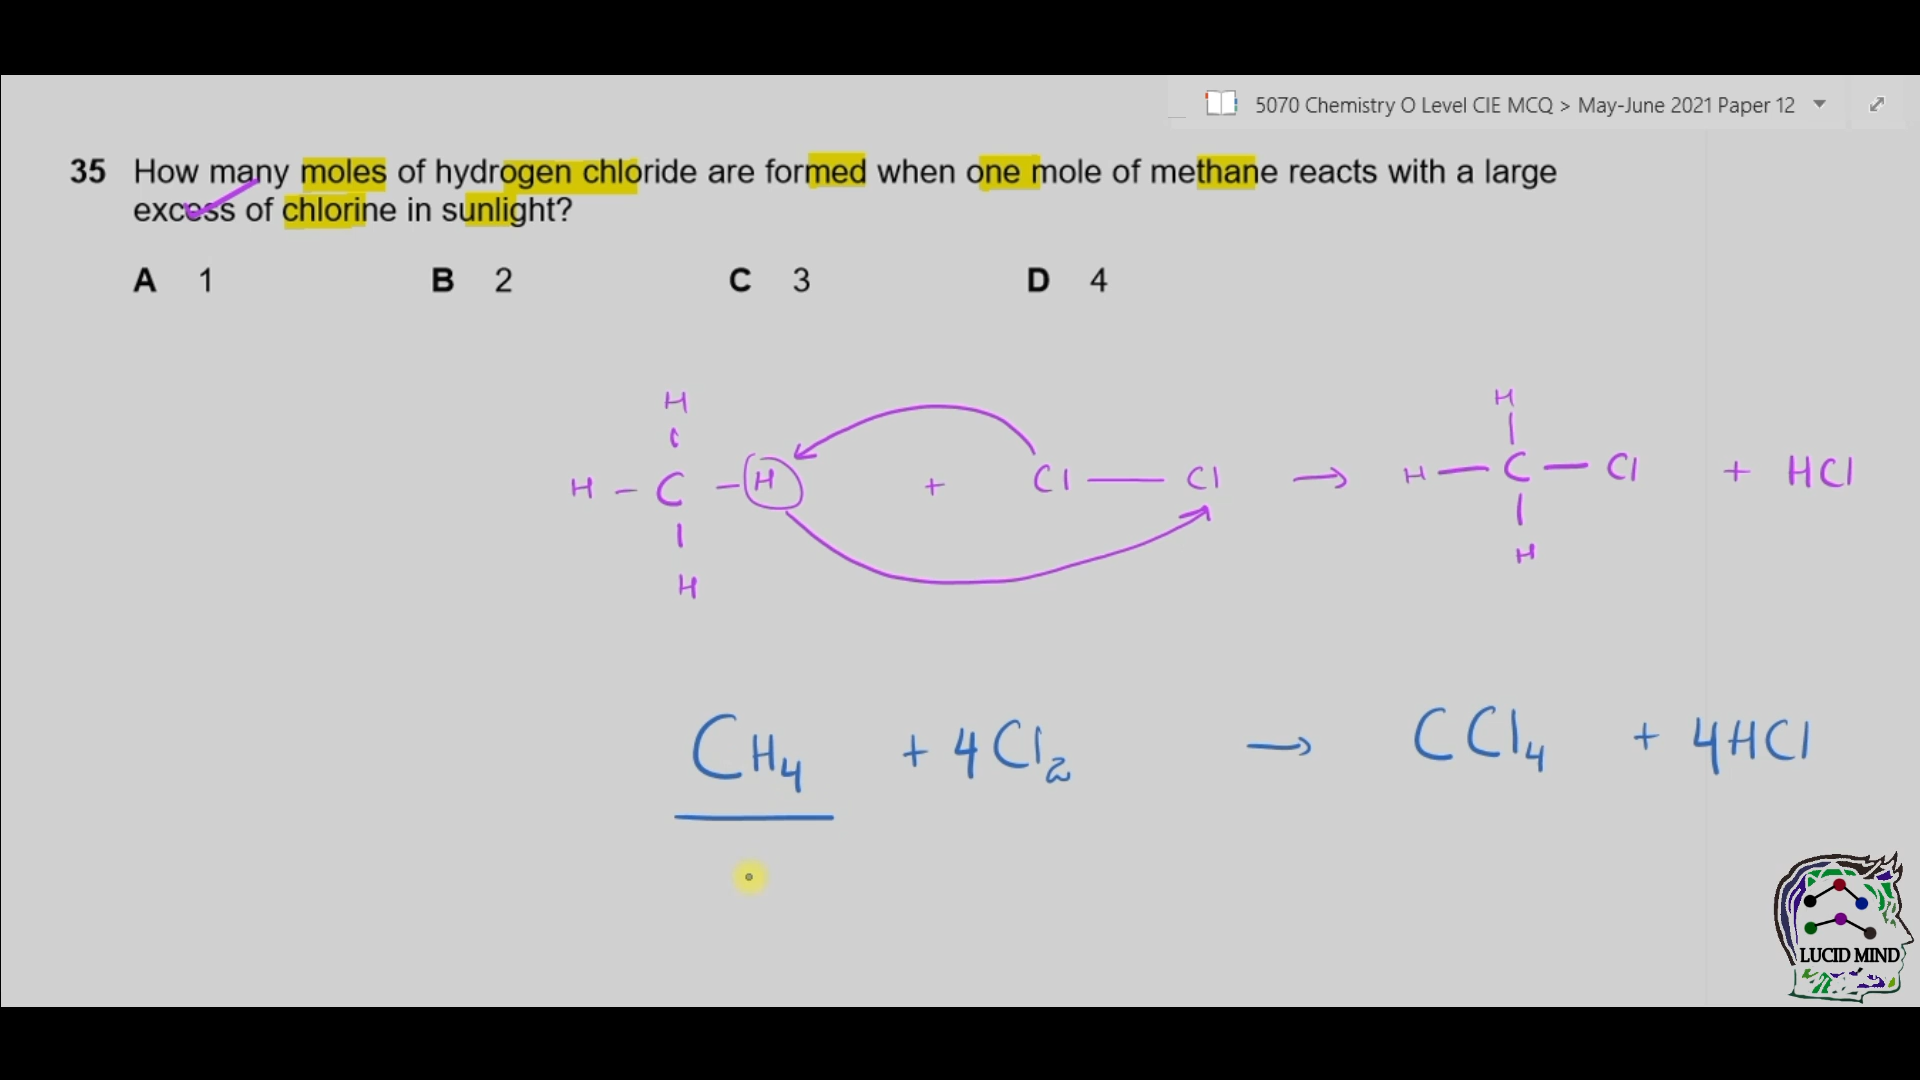 5070 Chemistry O Level CIE MCQ > May-June 2021 Paper 12
35 How many moles of hydrogen chloride are formed when one mole of methane reacts with a large
excess of chlorine in sunlight?
A 1 B 2 C 3 D 4
H H
H - C - H + Cl — Cl → H — C — Cl + HCl
H H
CH4 + 4Cl2 → CCl4 + 4HCl
LUCID MIND